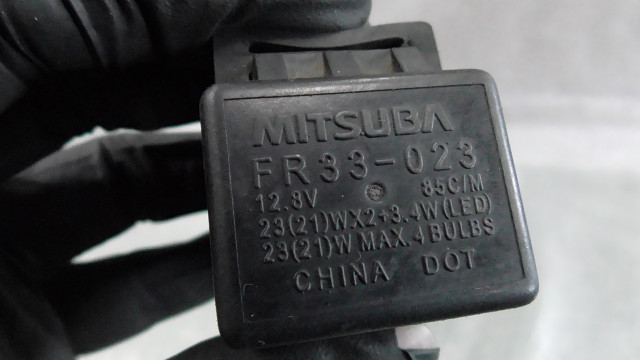 MITSUBA
FR33-023
12.8V 85C/M
23(21)WX2+3.4W(LED)
23(21)W MAX.4 BULBS
CHINA DOT